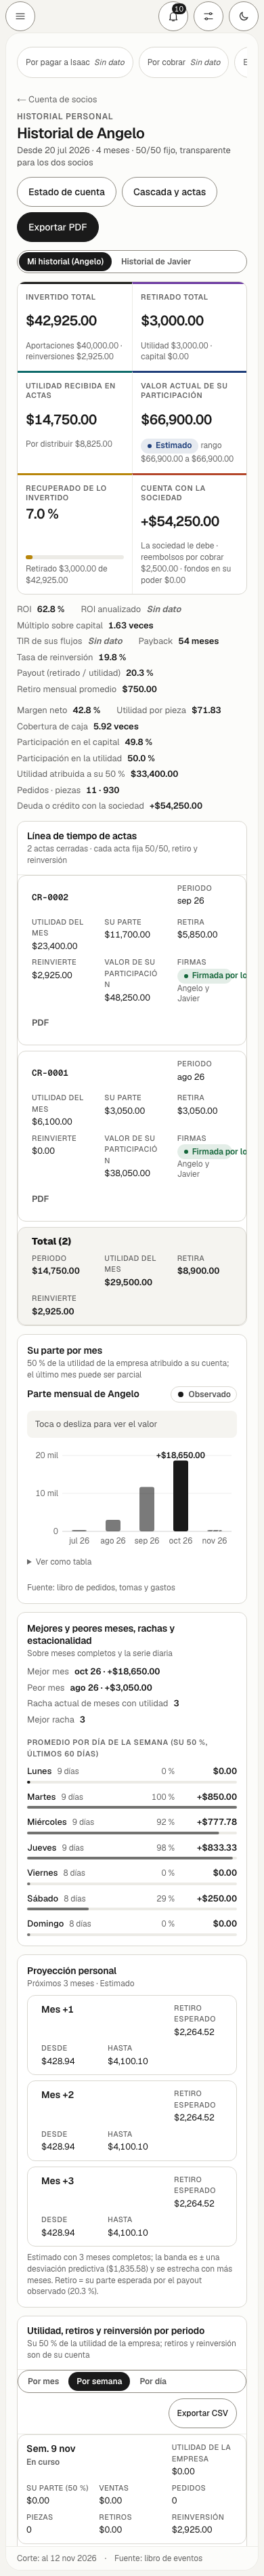 10
Por pagar a Isaac Sin dato
Por cobrar Sin dato
← Cuenta de socios
HISTORIAL PERSONAL
Historial de Angelo
Desde 20 jul 2026 · 4 meses · 50/50 fijo, transparente
para los dos socios
Estado de cuenta
Cascada y actas
Exportar PDF
Mi historial (Angelo)
Historial de Javier
INVERTIDO TOTAL
$42,925.00
Aportaciones $40,000.00 ·
reinversiones $2,925.00
RETIRADO TOTAL
$3,000.00
Utilidad $3,000.00 ·
capital $0.00
UTILIDAD RECIBIDA EN
ACTAS
$14,750.00
Por distribuir $8,825.00
VALOR ACTUAL DE SU
PARTICIPACIÓN
$66,900.00
Estimado rango
$66,900.00 a $66,900.00
RECUPERADO DE LO
INVERTIDO
7.0 %
Retirado $3,000.00 de
$42,925.00
CUENTA CON LA
SOCIEDAD
+$54,250.00
La sociedad le debe ·
reembolsos por cobrar
$2,500.00 · fondos en su
poder $0.00
ROI 62.8 % ROI anualizado Sin dato
Múltiplo sobre capital 1.63 veces
TIR de sus flujos Sin dato Payback 54 meses
Tasa de reinversión 19.8 %
Payout (retirado / utilidad) 20.3 %
Retiro mensual promedio $750.00
Margen neto 42.8 % Utilidad por pieza $71.83
Cobertura de caja 5.92 veces
Participación en el capital 49.8 %
Participación en la utilidad 50.0 %
Utilidad atribuida a su 50 % $33,400.00
Pedidos · piezas 11 · 930
Deuda o crédito con la sociedad +$54,250.00
Línea de tiempo de actas
2 actas cerradas · cada acta fija 50/50, retiro y
reinversión
CR-0002
PERIODO
sep 26
UTILIDAD DEL
MES
$23,400.00
SU PARTE
$11,700.00
RETIRA
$5,850.00
REINVIERTE
$2,925.00
VALOR DE SU
PARTICIPACIÓ
N
$48,250.00
FIRMAS
Firmada por lo
Angelo y
Javier
PDF
CR-0001
PERIODO
ago 26
UTILIDAD DEL
MES
$6,100.00
SU PARTE
$3,050.00
RETIRA
$3,050.00
REINVIERTE
$0.00
VALOR DE SU
PARTICIPACIÓ
N
$38,050.00
FIRMAS
Firmada por lo
Angelo y
Javier
PDF
Total (2)
PERIODO
$14,750.00
UTILIDAD DEL
MES
$29,500.00
RETIRA
$8,900.00
REINVIERTE
$2,925.00
Su parte por mes
50 % de la utilidad de la empresa atribuido a su cuenta;
el último mes puede ser parcial
Parte mensual de Angelo
Observado
Toca o desliza para ver el valor
20 mil
+$18,650.00
10 mil
0
jul 26 ago 26 sep 26 oct 26 nov 26
Ver como tabla
Fuente: libro de pedidos, tomas y gastos
Mejores y peores meses, rachas y
estacionalidad
Sobre meses completos y la serie diaria
Mejor mes oct 26 · +$18,650.00
Peor mes ago 26 · +$3,050.00
Racha actual de meses con utilidad 3
Mejor racha 3
PROMEDIO POR DÍA DE LA SEMANA (SU 50 %,
ÚLTIMOS 60 DÍAS)
Lunes 9 días 0 % $0.00
Martes 9 días 100 % +$850.00
Miércoles 9 días 92 % +$777.78
Jueves 9 días 98 % +$833.33
Viernes 8 días 0 % $0.00
Sábado 8 días 29 % +$250.00
Domingo 8 días 0 % $0.00
Proyección personal
Próximos 3 meses · Estimado
Mes +1
RETIRO
ESPERADO
$2,264.52
DESDE
$428.94
HASTA
$4,100.10
Mes +2
RETIRO
ESPERADO
$2,264.52
DESDE
$428.94
HASTA
$4,100.10
Mes +3
RETIRO
ESPERADO
$2,264.52
DESDE
$428.94
HASTA
$4,100.10
Estimado con 3 meses completos; la banda es ± una
desviación predictiva ($1,835.58) y se estrecha con más
meses. Retiro = su parte esperada por el payout
observado (20.3 %).
Utilidad, retiros y reinversión por periodo
Su 50 % de la utilidad de la empresa; retiros y reinversión
son de su cuenta
Por mes
Por semana
Por día
Exportar CSV
Sem. 9 nov
En curso
UTILIDAD DE LA
EMPRESA
$0.00
SU PARTE (50 %)
$0.00
VENTAS
$0.00
PEDIDOS
0
PIEZAS
0
RETIROS
$0.00
REINVERSIÓN
$2,925.00
Corte: al 12 nov 2026 · Fuente: libro de eventos